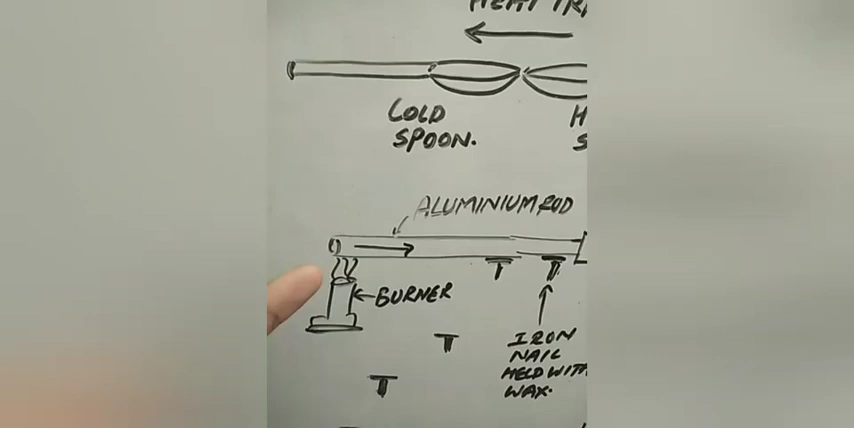 COLD
SPOON.
ALUMINIUM ROD
BURNER
IRON
NAIL
HELD WITH
WAX.